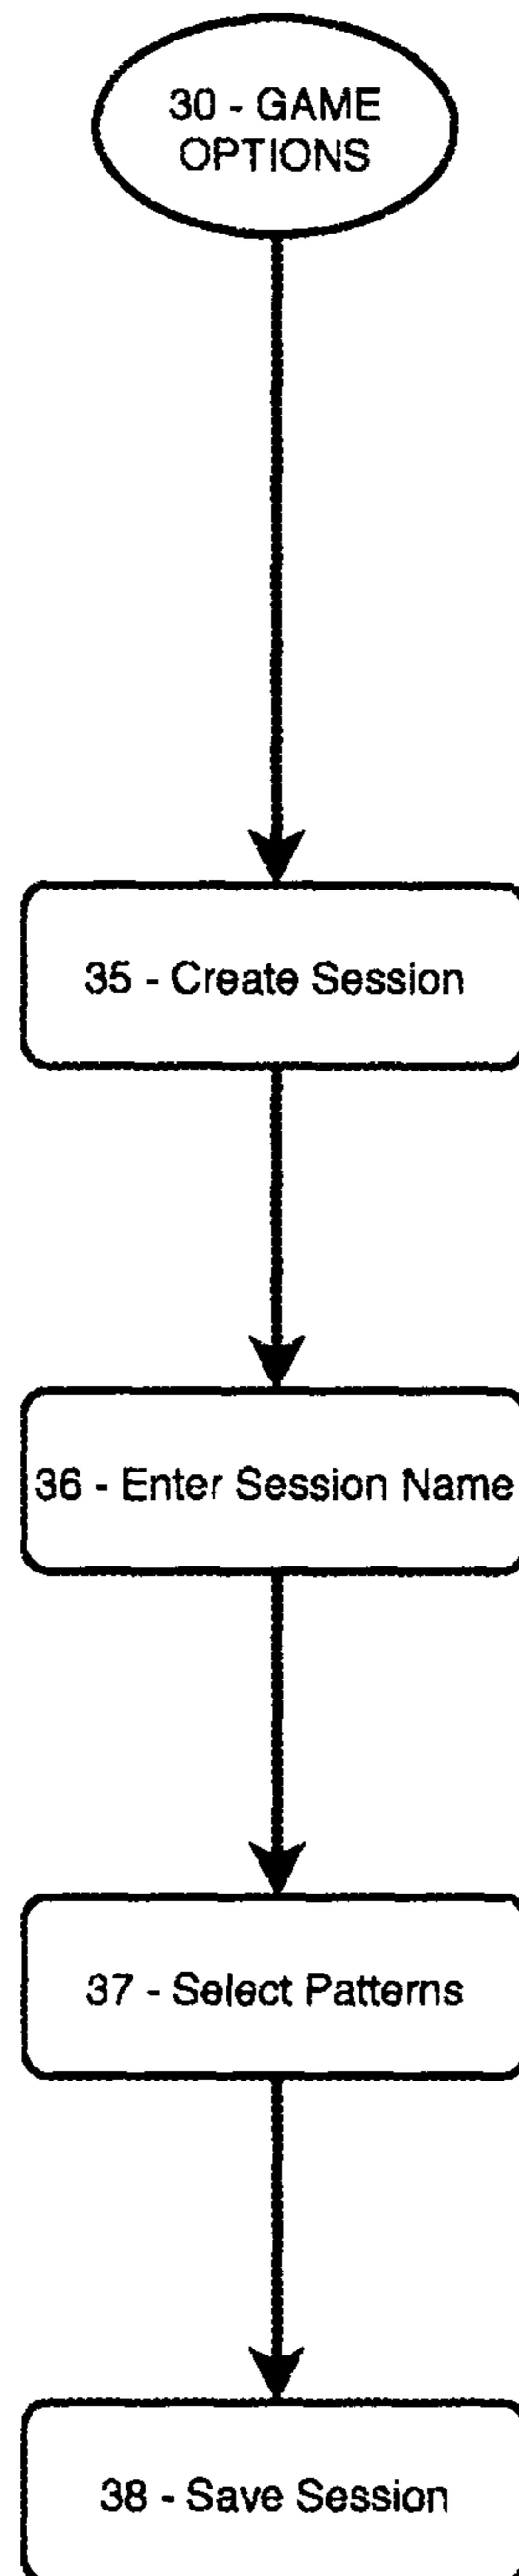 30 - GAME
OPTIONS
35 - Create Session
36 - Enter Session Name
37 - Select Patterns
38 - Save Session